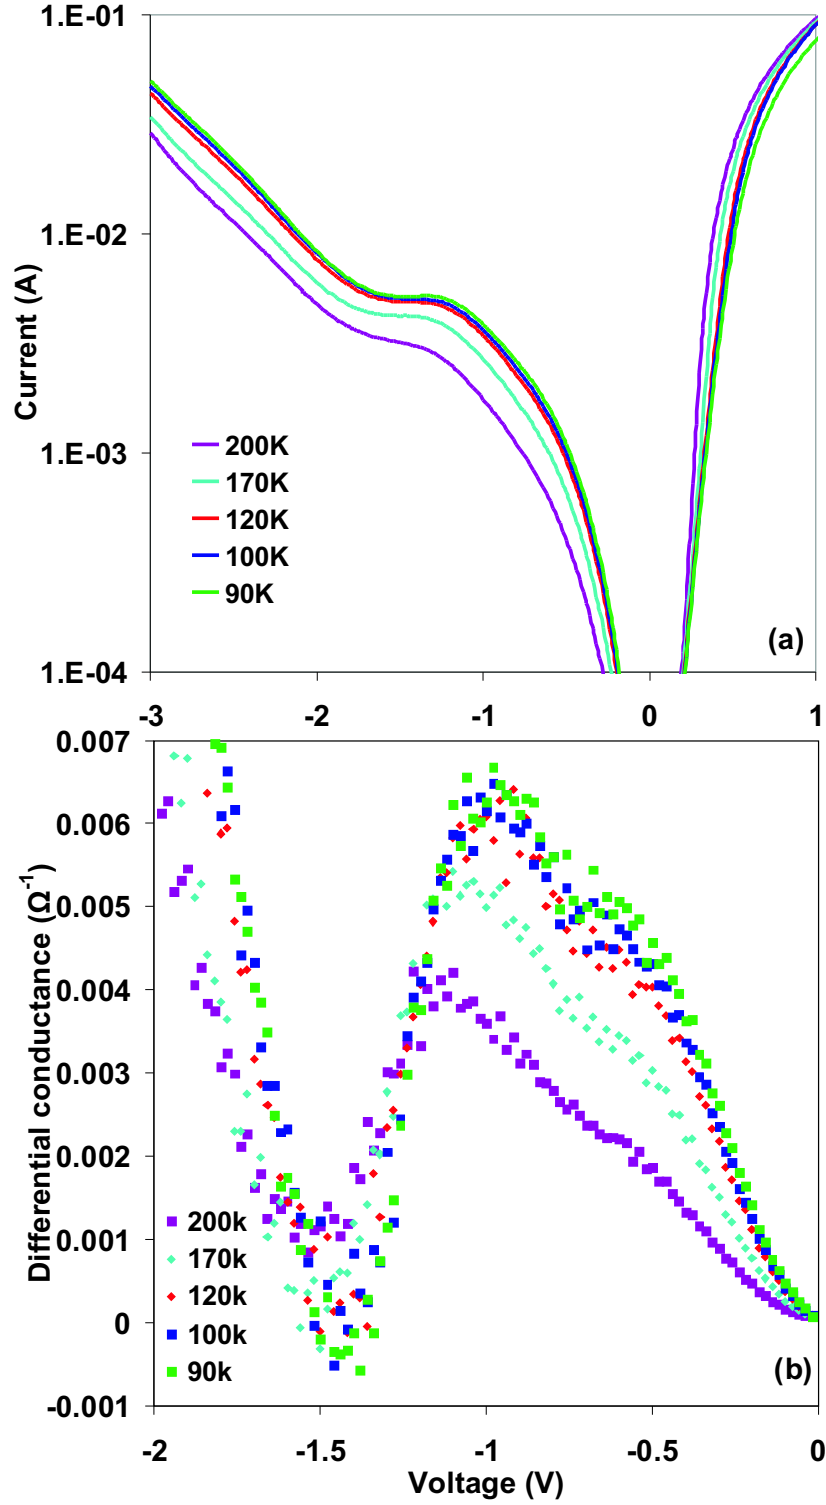 1.E-01
1.E-02
1.E-03
1.E-04
Current (A)
200K
170K
120K
100K
90K
(a)
-3 -2 -1 0 1
0.007
0.006
0.005
0.004
0.003
0.002
0.001
0
-0.001
Differential conductance (Ω-1)
200k
170k
120k
100k
90k
(b)
-2 -1.5 -1 -0.5 0
Voltage (V)